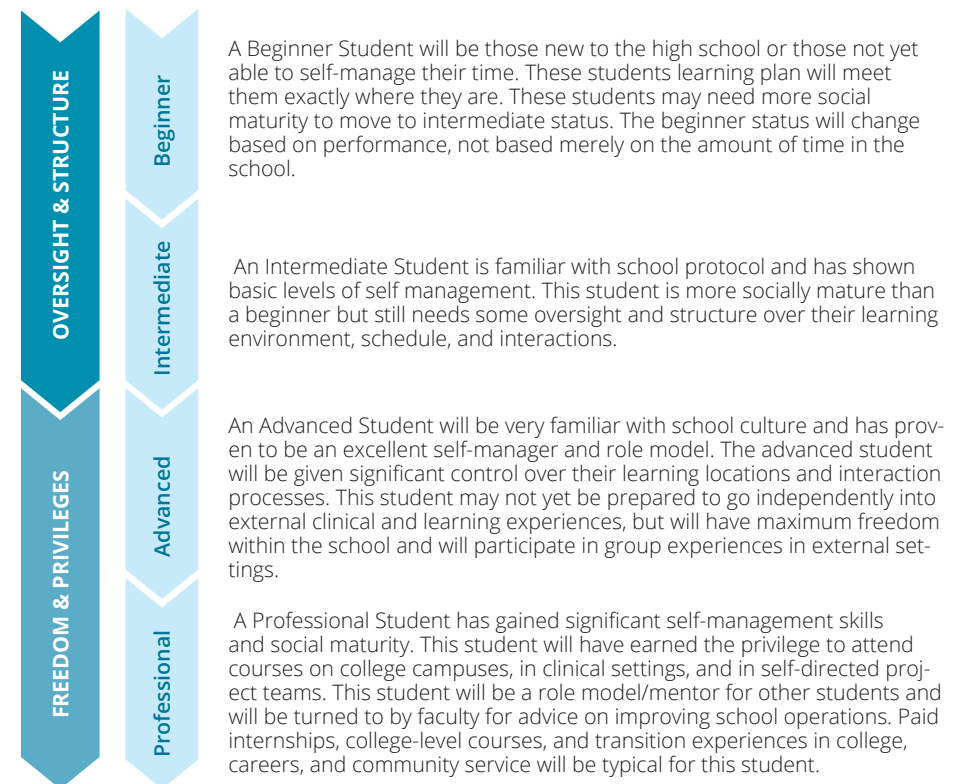 OVERSIGHT & STRUCTURE
Beginner
A Beginner Student will be those new to the high school or those not yet
able to self-manage their time. These students learning plan will meet
them exactly where they are. These students may need more social
maturity to move to intermediate status. The beginner status will change
based on performance, not based merely on the amount of time in the
school.
Intermediate
An Intermediate Student is familiar with school protocol and has shown
basic levels of self management. This student is more socially mature than
a beginner but still needs some oversight and structure over their learning
environment, schedule, and interactions.
FREEDOM & PRIVILEGES
Advanced
An Advanced Student will be very familiar with school culture and has prov-
en to be an excellent self-manager and role model. The advanced student
will be given significant control over their learning locations and interaction
processes. This student may not yet be prepared to go independently into
external clinical and learning experiences, but will have maximum freedom
within the school and will participate in group experiences in external set-
tings.
Professional
A Professional Student has gained significant self-management skills
and social maturity. This student will have earned the privilege to attend
courses on college campuses, in clinical settings, and in self-directed proj-
ect teams. This student will be a role model/mentor for other students and
will be turned to by faculty for advice on improving school operations. Paid
internships, college-level courses, and transition experiences in college,
careers, and community service will be typical for this student.